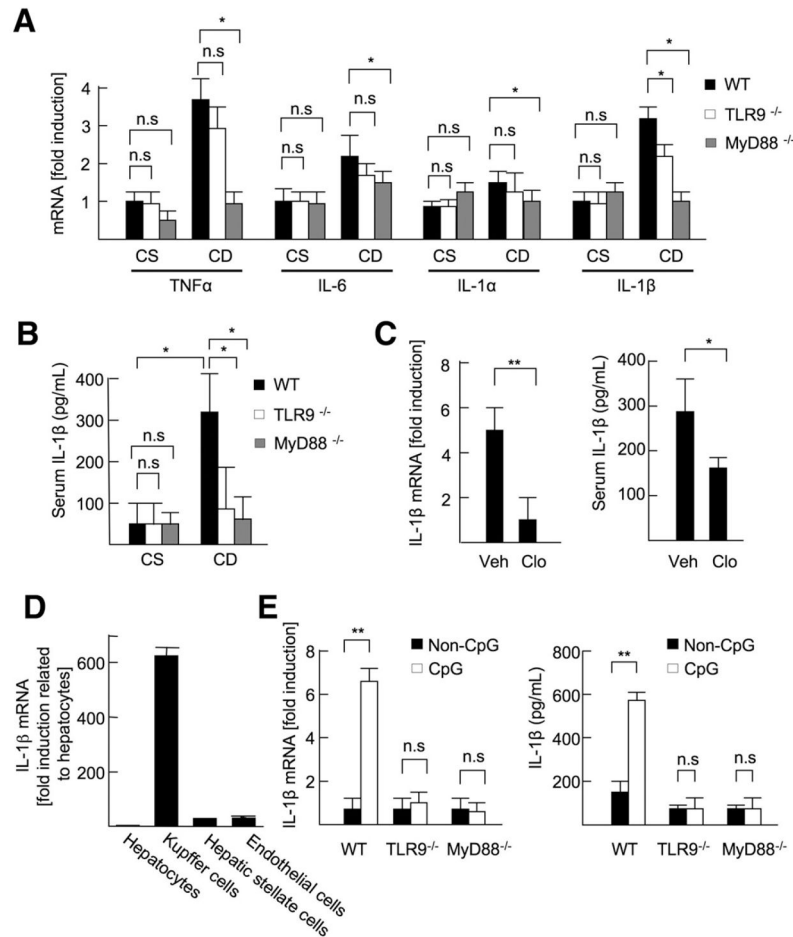 A
mRNA [fold induction]
4
3
2
1
n.s
n.s
n.s
*
n.s
n.s
n.s
*
n.s
n.s
n.s
*
n.s
n.s
*
*
WT
TLR9 -/-
MyD88 -/-
CS CD CS CD CS CD CS CD
TNFα IL-6 IL-1α IL-1β
B
Serum IL-1β (pg/mL)
400
300
200
100
n.s
n.s
*
*
*
WT
TLR9 -/-
MyD88 -/-
CS CD
C
IL-1β mRNA [fold induction]
8
6
4
2
**
Veh Clo
Serum IL-1β (pg/mL)
400
300
200
100
*
Veh Clo
D
IL-1β mRNA
[fold induction related
to hepatocytes]
600
400
200
Hepatocytes
Kupffer cells
Hepatic stellate cells
Endothelial cells
E
IL-1β mRNA [fold induction]
8
6
4
2
**
n.s
n.s
Non-CpG
CpG
WT TLR9-/- MyD88-/-
IL-1β (pg/mL)
800
600
400
200
**
n.s
n.s
Non-CpG
CpG
WT TLR9-/- MyD88-/-